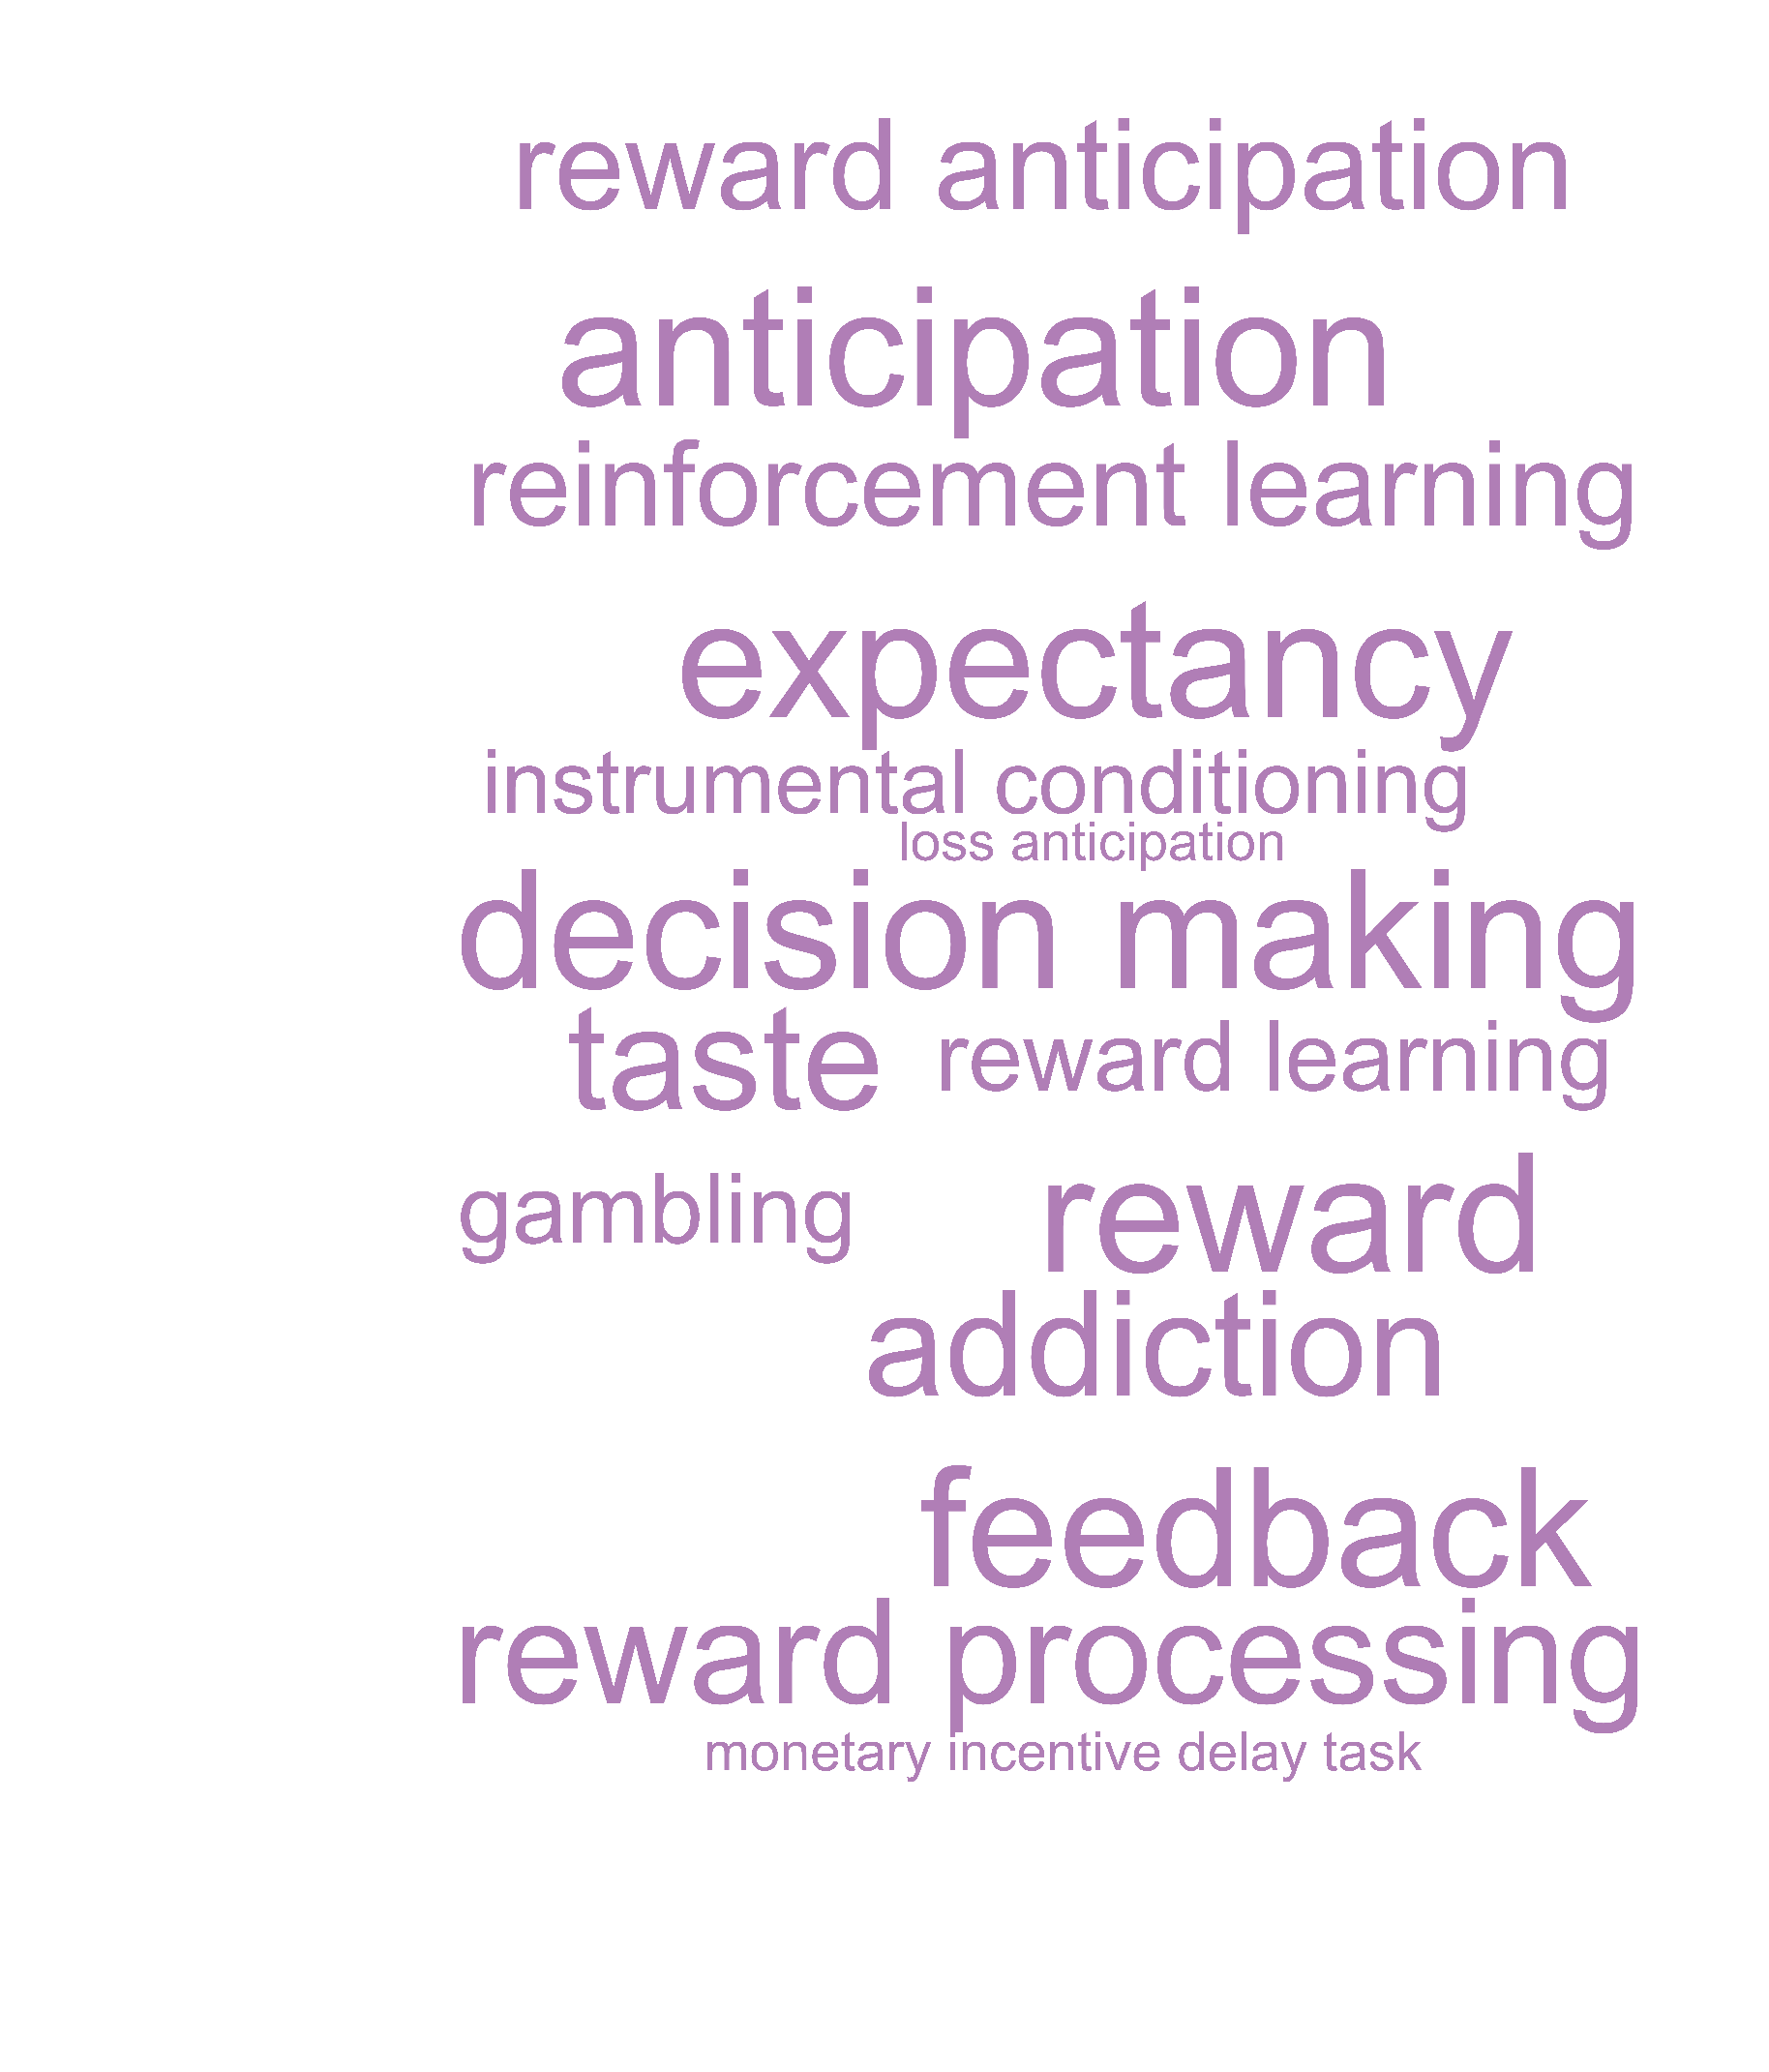 reward anticipation
anticipation
reinforcement learning
expectancy
instrumental conditioning
loss anticipation
decision making
taste reward learning
gambling reward
addiction
feedback
reward processing
monetary incentive delay task